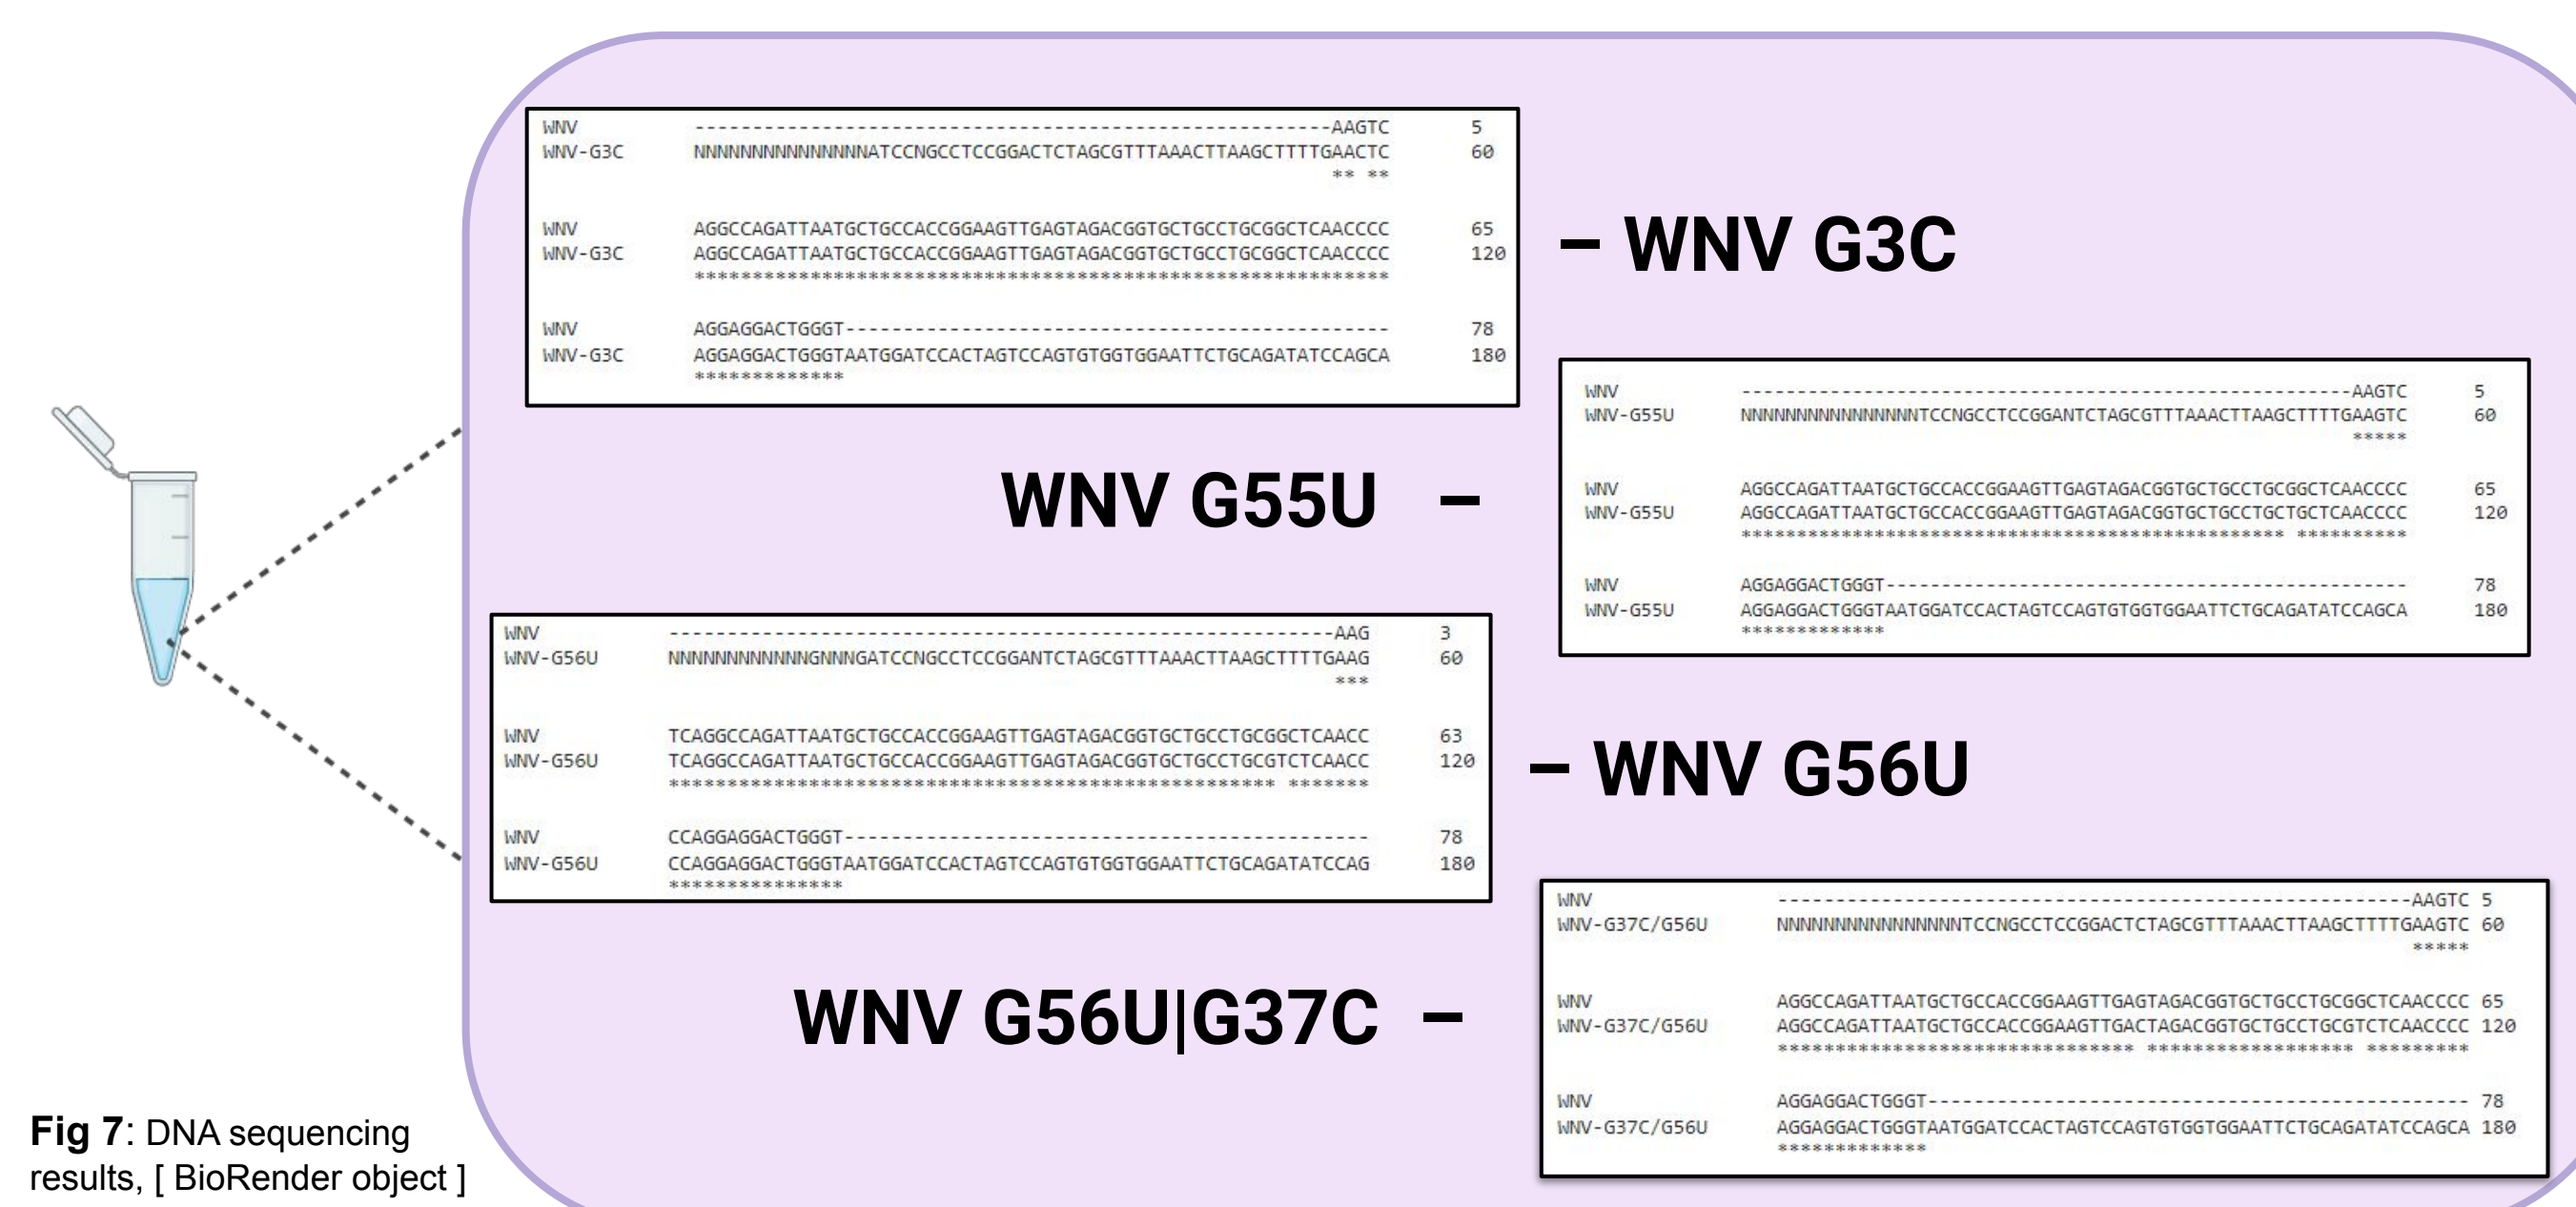 WNV -------------------------------------------------------AAGTC 5
WNV-G3C NNNNNNNNNNNNNNNATCCNGCCTCCGGACTCTAGCGTTTAAACTTAAGCTTTTGAACTC 60
** **
WNV AGGCCAGATTAATGCTGCCACCGGAAGTTGAGTAGACGGTGCTGCCTGCGGCTCAACCCC 65
WNV-G3C AGGCCAGATTAATGCTGCCACCGGAAGTTGAGTAGACGGTGCTGCCTGCGGCTCAACCCC 120
************************************************************
WNV AGGAGGACTGGGT----------------------------------------------- 78
WNV-G3C AGGAGGACTGGGTAATGGATCCACTAGTCCAGTGTGGTGGAATTCTGCAGATATCCAGCA 180
*************
– WNV G3C
WNV G55U –
WNV -------------------------------------------------------AAGTC 5
WNV-G55U NNNNNNNNNNNNNNNNTCCNGCCTCCGGANTCTAGCGTTTAAACTTAAGCTTTTGAAGTC 60
*****
WNV AGGCCAGATTAATGCTGCCACCGGAAGTTGAGTAGACGGTGCTGCCTGCGGCTCAACCCC 65
WNV-G55U AGGCCAGATTAATGCTGCCACCGGAAGTTGAGTAGACGGTGCTGCCTGCTGCTCAACCCC 120
************************************************* **********
WNV AGGAGGACTGGGT----------------------------------------------- 78
WNV-G55U AGGAGGACTGGGTAATGGATCCACTAGTCCAGTGTGGTGGAATTCTGCAGATATCCAGCA 180
*************
WNV ---------------------------------------------------------AAG 3
WNV-G56U NNNNNNNNNNNNGNNNGATCCNGCCTCCGGANTCTAGCGTTTAAACTTAAGCTTTTGAAG 60
***
WNV TCAGGCCAGATTAATGCTGCCACCGGAAGTTGAGTAGACGGTGCTGCCTGCGGCTCAACC 63
WNV-G56U TCAGGCCAGATTAATGCTGCCACCGGAAGTTGAGTAGACGGTGCTGCCTGCGTCTCAACC 120
**************************************************** *******
WNV CCAGGAGGACTGGGT--------------------------------------------- 78
WNV-G56U CCAGGAGGACTGGGTAATGGATCCACTAGTCCAGTGTGGTGGAATTCTGCAGATATCCAG 180
***************
– WNV G56U
WNV G56U|G37C –
WNV -------------------------------------------------------AAGTC 5
WNV-G37C/G56U NNNNNNNNNNNNNNNNTCCNGCCTCCGGACTCTAGCGTTTAAACTTAAGCTTTTGAAGTC 60
*****
WNV AGGCCAGATTAATGCTGCCACCGGAAGTTGAGTAGACGGTGCTGCCTGCGGCTCAACCCC 65
WNV-G37C/G56U AGGCCAGATTAATGCTGCCACCGGAAGTTGACTAGACGGTGCTGCCTGCGTCTCAACCCC 120
******************************* ****************** *********
WNV AGGAGGACTGGGT----------------------------------------------- 78
WNV-G37C/G56U AGGAGGACTGGGTAATGGATCCACTAGTCCAGTGTGGTGGAATTCTGCAGATATCCAGCA 180
*************
Fig 7: DNA sequencing
results, [ BioRender object ]